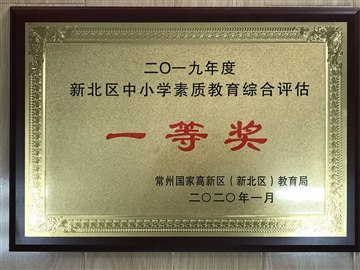 二〇一九年度
新北区中小学素质教育综合评估
一等奖
常州国家高新区（新北区）教育局
二〇二〇年一月